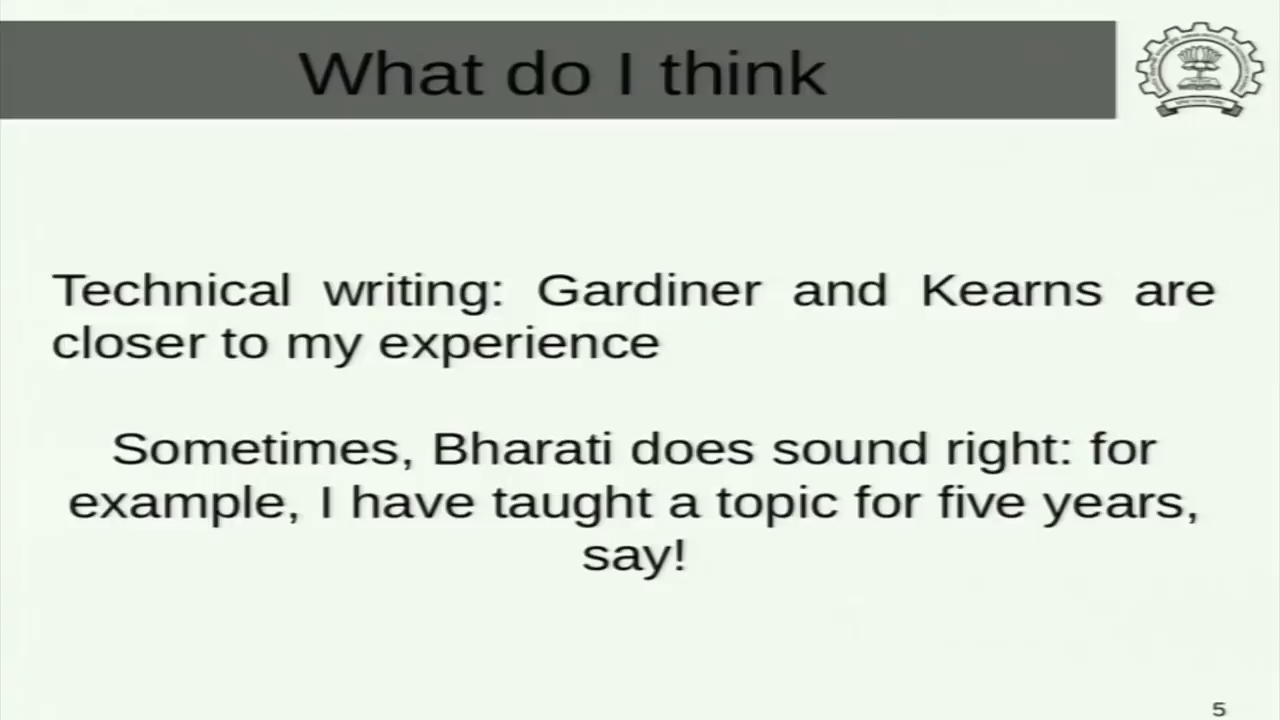 What do I think
Technical writing: Gardiner and Kearns are
closer to my experience
Sometimes, Bharati does sound right: for
example, I have taught a topic for five years,
say!
5